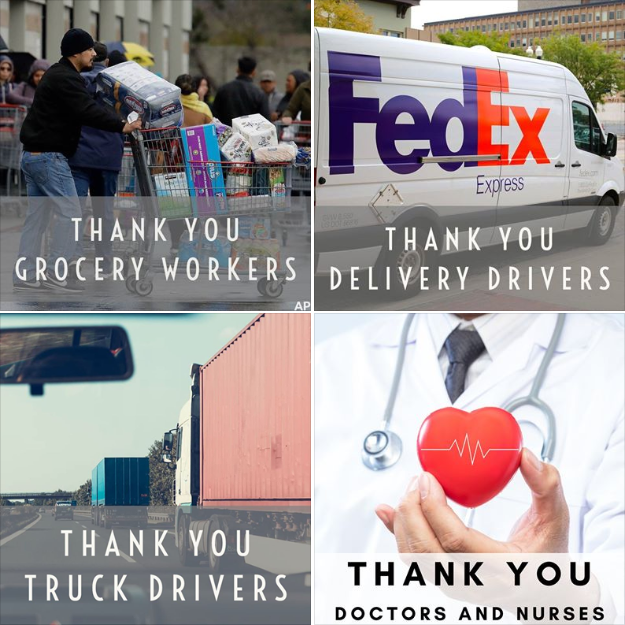 THANK YOU
GROCERY WORKERS
AP
FedEx
Express
THANK YOU
DELIVERY DRIVERS
THANK YOU
TRUCK DRIVERS
THANK YOU
DOCTORS AND NURSES